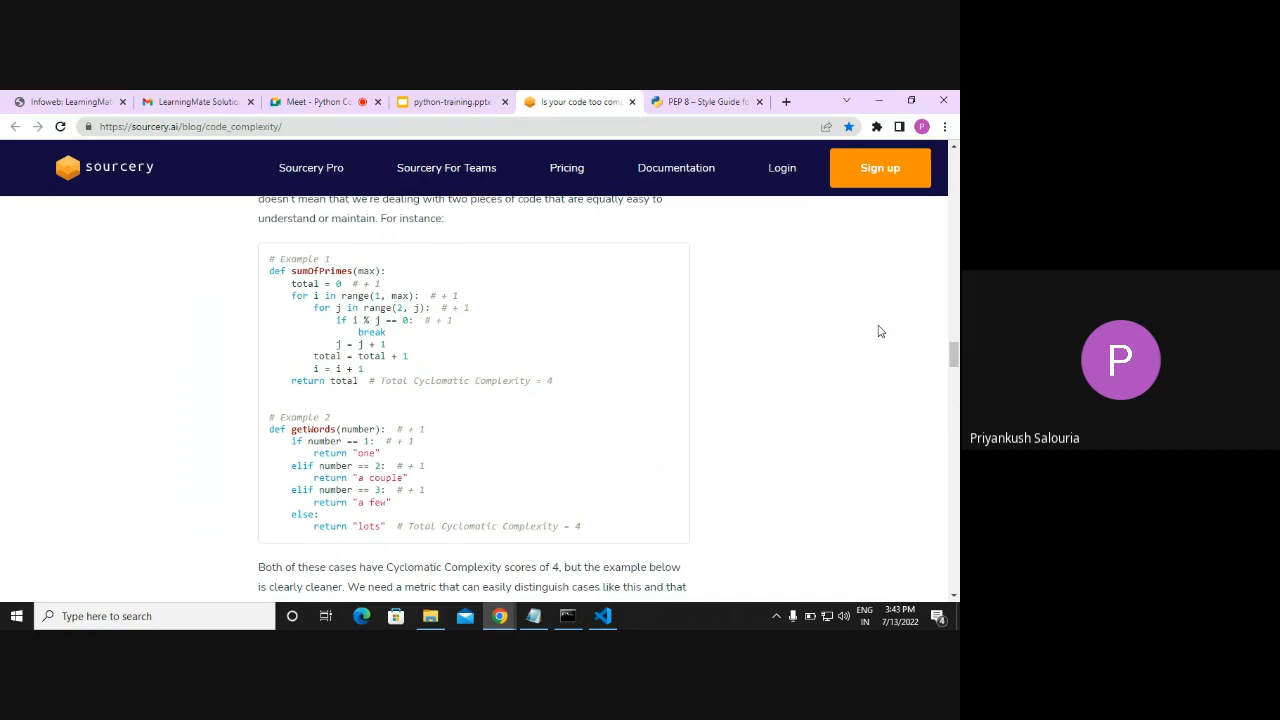 Infoweb: LearningMat
LearningMate Solution
Meet - Python Co
python-training.pptx
Is your code too com
PEP 8 – Style Guide fo
https://sourcery.ai/blog/code_complexity/
P
sourcery
Sourcery Pro
Sourcery For Teams
Pricing
Documentation
Login
Sign up
doesn't mean that we're dealing with two pieces of code that are equally easy to
understand or maintain. For instance:
# Example 1
def sumOfPrimes(max):
total = 0 # + 1
for i in range(1, max): # + 1
for j in range(2, j): # + 1
if i % j == 0: # + 1
break
j = j + 1
total = total + 1
i = i + 1
return total # Total Cyclomatic Complexity = 4
# Example 2
def getWords(number): # + 1
if number == 1: # + 1
return "one"
elif number == 2: # + 1
return "a couple"
elif number == 3: # + 1
return "a few"
else:
return "lots" # Total Cyclomatic Complexity = 4
Both of these cases have Cyclomatic Complexity scores of 4, but the example below
is clearly cleaner. We need a metric that can easily distinguish cases like this and that
P
Priyankush Salouria
Type here to search
ENG
IN
3:43 PM
7/13/2022
4